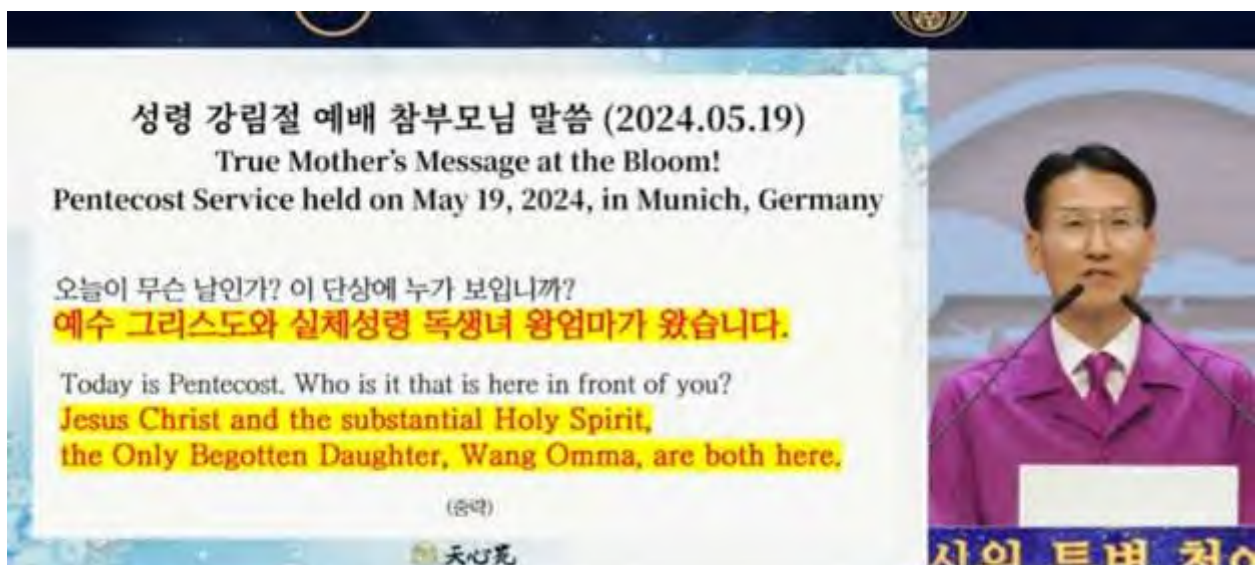 성령 강림절 예배 참부모님 말씀 (2024.05.19)
True Mother's Message at the Bloom!
Pentecost Service held on May 19, 2024, in Munich, Germany
오늘이 무슨 날인가? 이 단상에 누가 보입니까?
예수 그리스도와 실체성령 독생녀 왕엄마가 왔습니다.
Today is Pentecost. Who is it that is here in front of you?
Jesus Christ and the substantial Holy Spirit,
the Only Begotten Daughter, Wang Omma, are both here.
(중략)
天心苑
특별